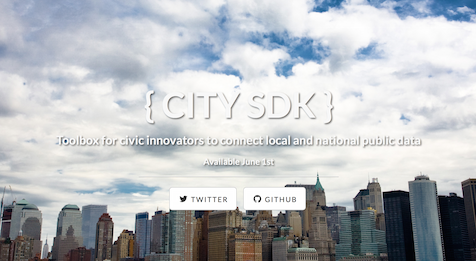 { CITY SDK }
Toolbox for civic innovators to connect local and national public data
Available June 1st
TWITTER
GITHUB